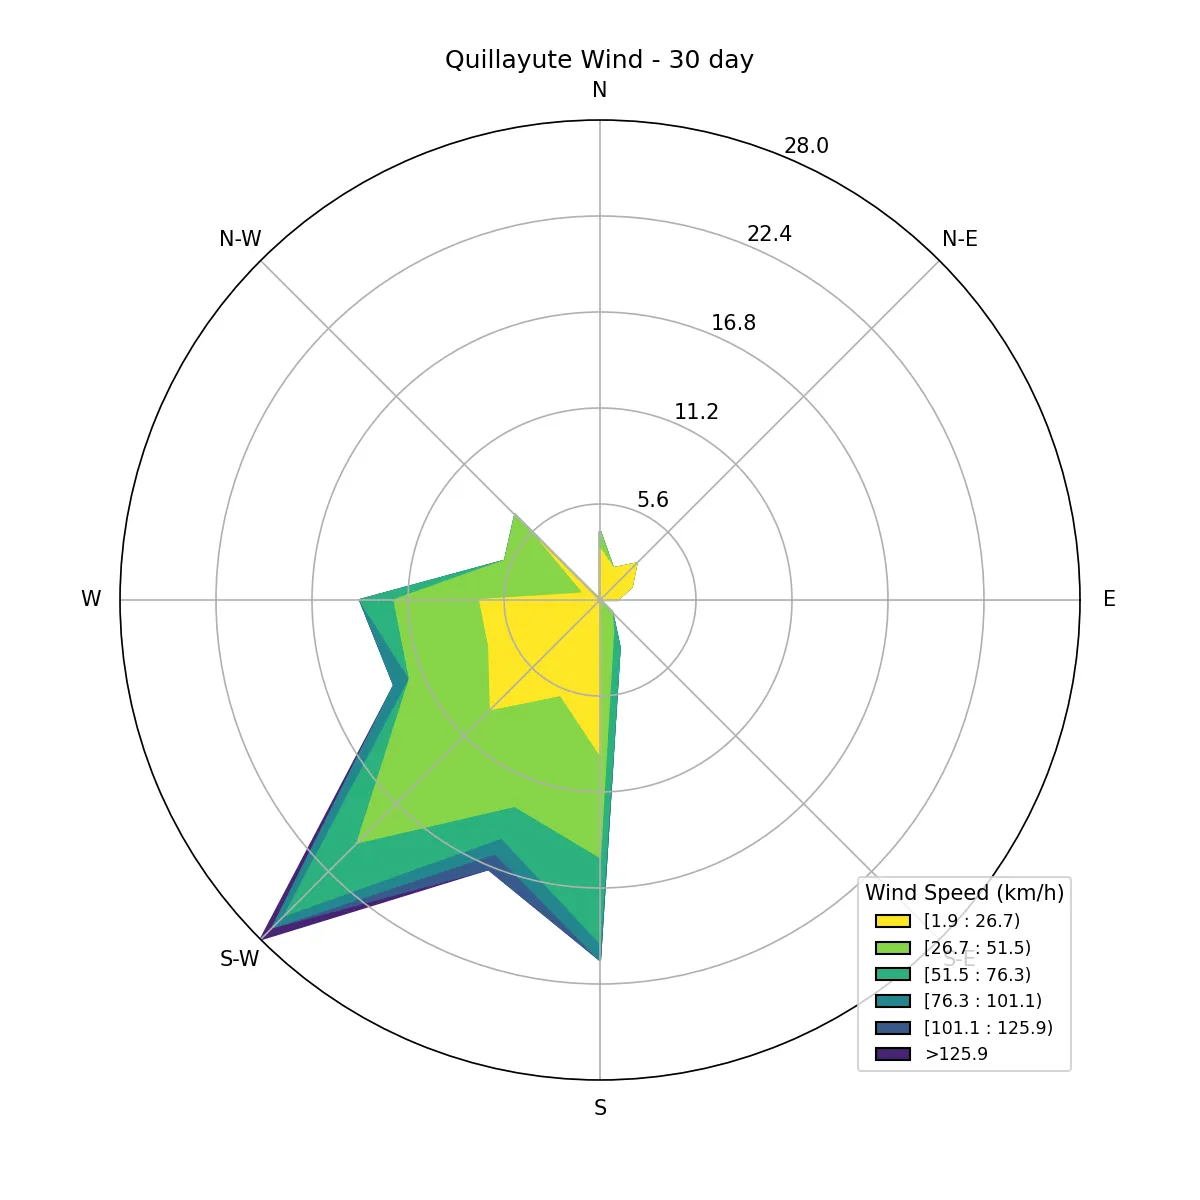 Quillayute Wind - 30 day
N
28.0
N-W
22.4
N-E
16.8
11.2
5.6
W
E
Wind Speed (km/h)
[1.9 : 26.7)
[26.7 : 51.5)
S-W
S-E
[51.5 : 76.3)
[76.3 : 101.1)
[101.1 : 125.9)
>125.9
S